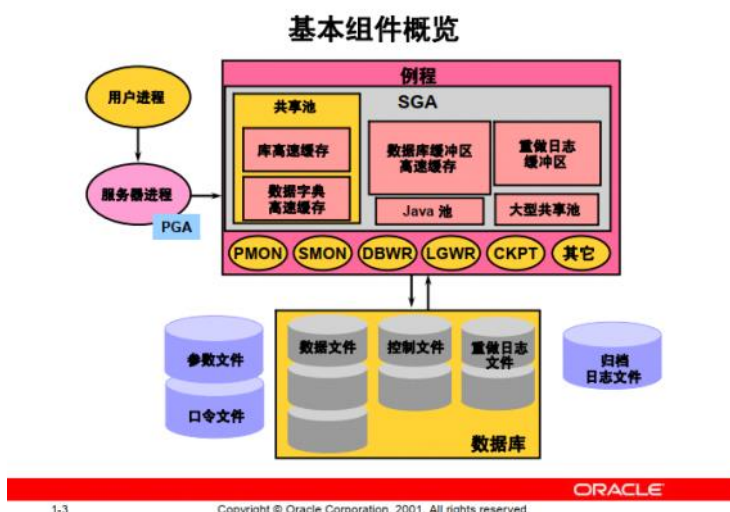 基本组件概览
例程
用户进程
共享池
SGA
库高速缓存
数据库缓冲区
高速缓存
重做日志
缓冲区
服务器进程
PGA
数据字典
高速缓存
Java 池
大型共享池
PMON
SMON
DBWR
LGWR
CKPT
其它
参数文件
口令文件
数据文件
控制文件
重做日志
文件
数据库
归档
日志文件
ORACLE
1-3
Copyright © Oracle Corporation, 2001. All rights reserved.